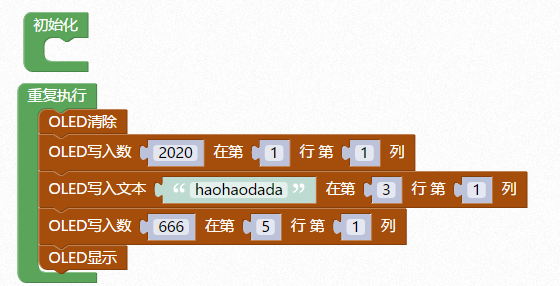 初始化
重复执行
OLED清除
OLED写入数 2020 在第 1 行 第 1 列
OLED写入文本 “ haohaodada ” 在第 3 行 第 1 列
OLED写入数 666 在第 5 行 第 1 列
OLED显示